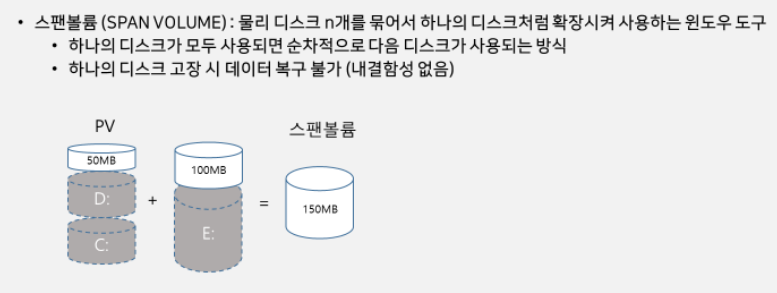 • 스팬볼륨 (SPAN VOLUME) : 물리 디스크 n개를 묶어서 하나의 디스크처럼 확장시켜 사용하는 윈도우 도구
• 하나의 디스크가 모두 사용되면 순차적으로 다음 디스크가 사용되는 방식
• 하나의 디스크 고장 시 데이터 복구 불가 (내결함성 없음)
PV
스팬볼륨
50MB
100MB
D:
+
E:
=
150MB
C: